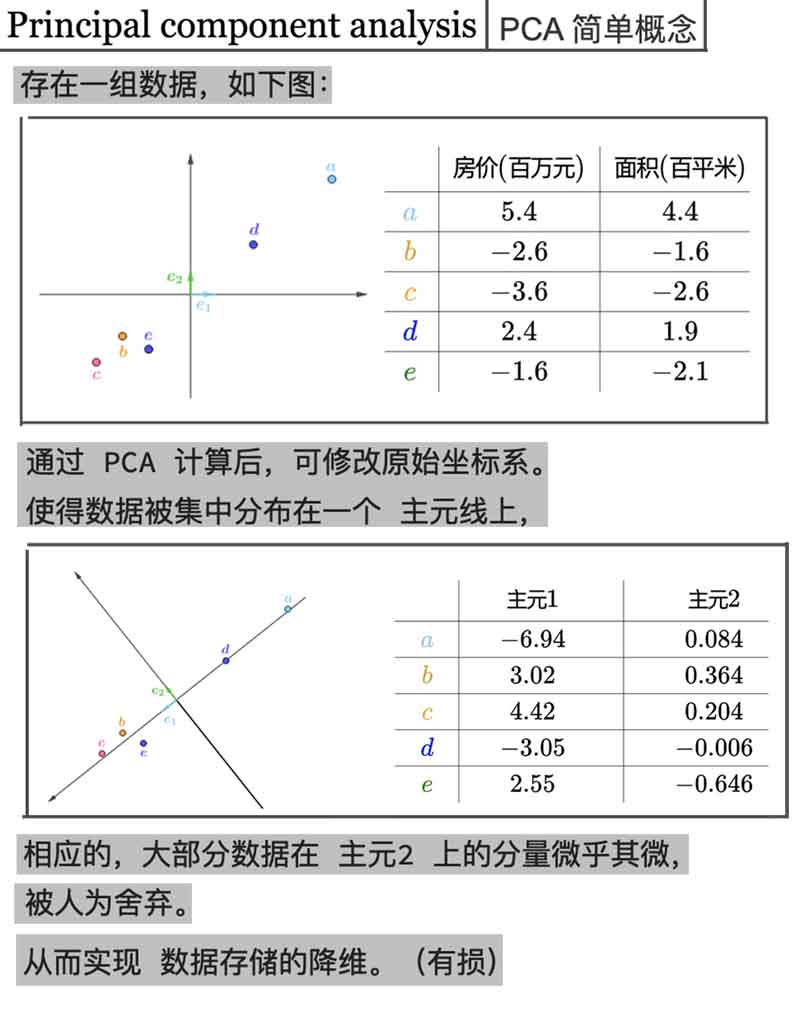 Principal component analysis PCA 简单概念
存在一组数据，如下图：
a
d
e₂
e₁
e
b
c
房价(百万元) 面积(百平米)
a 5.4 4.4
b −2.6 −1.6
c −3.6 −2.6
d 2.4 1.9
e −1.6 −2.1
通过 PCA 计算后，可修改原始坐标系。
使得数据被集中分布在一个 主元线上，
a
d
e₂
e₁
b
c
e
主元1 主元2
a −6.94 0.084
b 3.02 0.364
c 4.42 0.204
d −3.05 −0.006
e 2.55 −0.646
相应的，大部分数据在 主元2 上的分量微乎其微，
被人为舍弃。
从而实现 数据存储的降维。（有损）